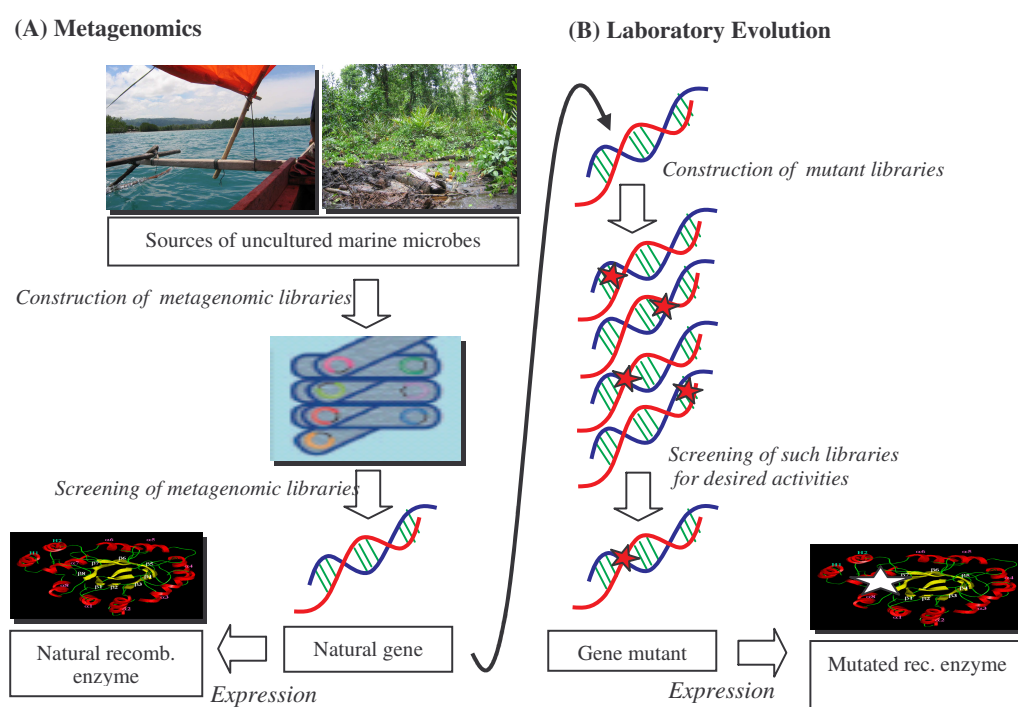 (A) Metagenomics
Sources of uncultured marine microbes
Construction of metagenomic libraries
Screening of metagenomic libraries
Natural gene
Natural recomb.
enzyme
Expression
(B) Laboratory Evolution
Construction of mutant libraries
Screening of such libraries
for desired activities
Gene mutant
Expression
Mutated rec. enzyme